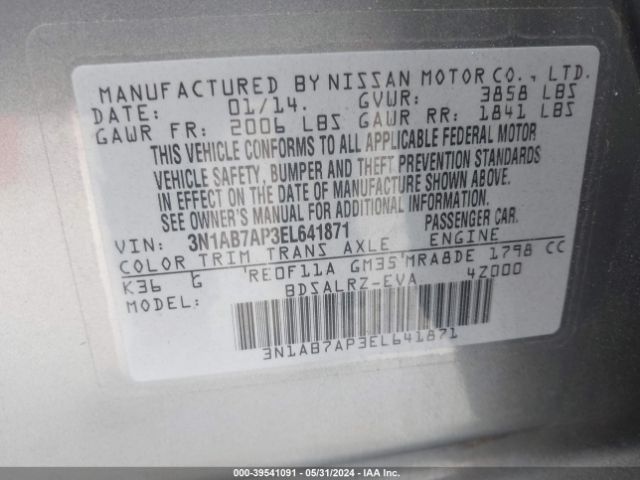 MANUFACTURED BY NISSAN MOTOR CO., LTD.
DATE: 01/14. GVWR: 3858 LBS
GAWR FR: 2006 LBS GAWR RR: 1841 LBS
THIS VEHICLE CONFORMS TO ALL APPLICABLE FEDERAL MOTOR
VEHICLE SAFETY, BUMPER AND THEFT PREVENTION STANDARDS
IN EFFECT ON THE DATE OF MANUFACTURE SHOWN ABOVE.
SEE OWNER'S MANUAL FOR ADDITIONAL INFORMATION.
VIN: 3N1AB7AP3EL641871 PASSENGER CAR.
COLOR TRIM TRANS AXLE ENGINE
K36 G 'RE0F11A GM35'MRA8DE 1798 CC
MODEL: BDSALRZ-EVA 4Z000
3N1AB7AP3EL641871
000-39541091 - 05/31/2024 - IAA Inc.